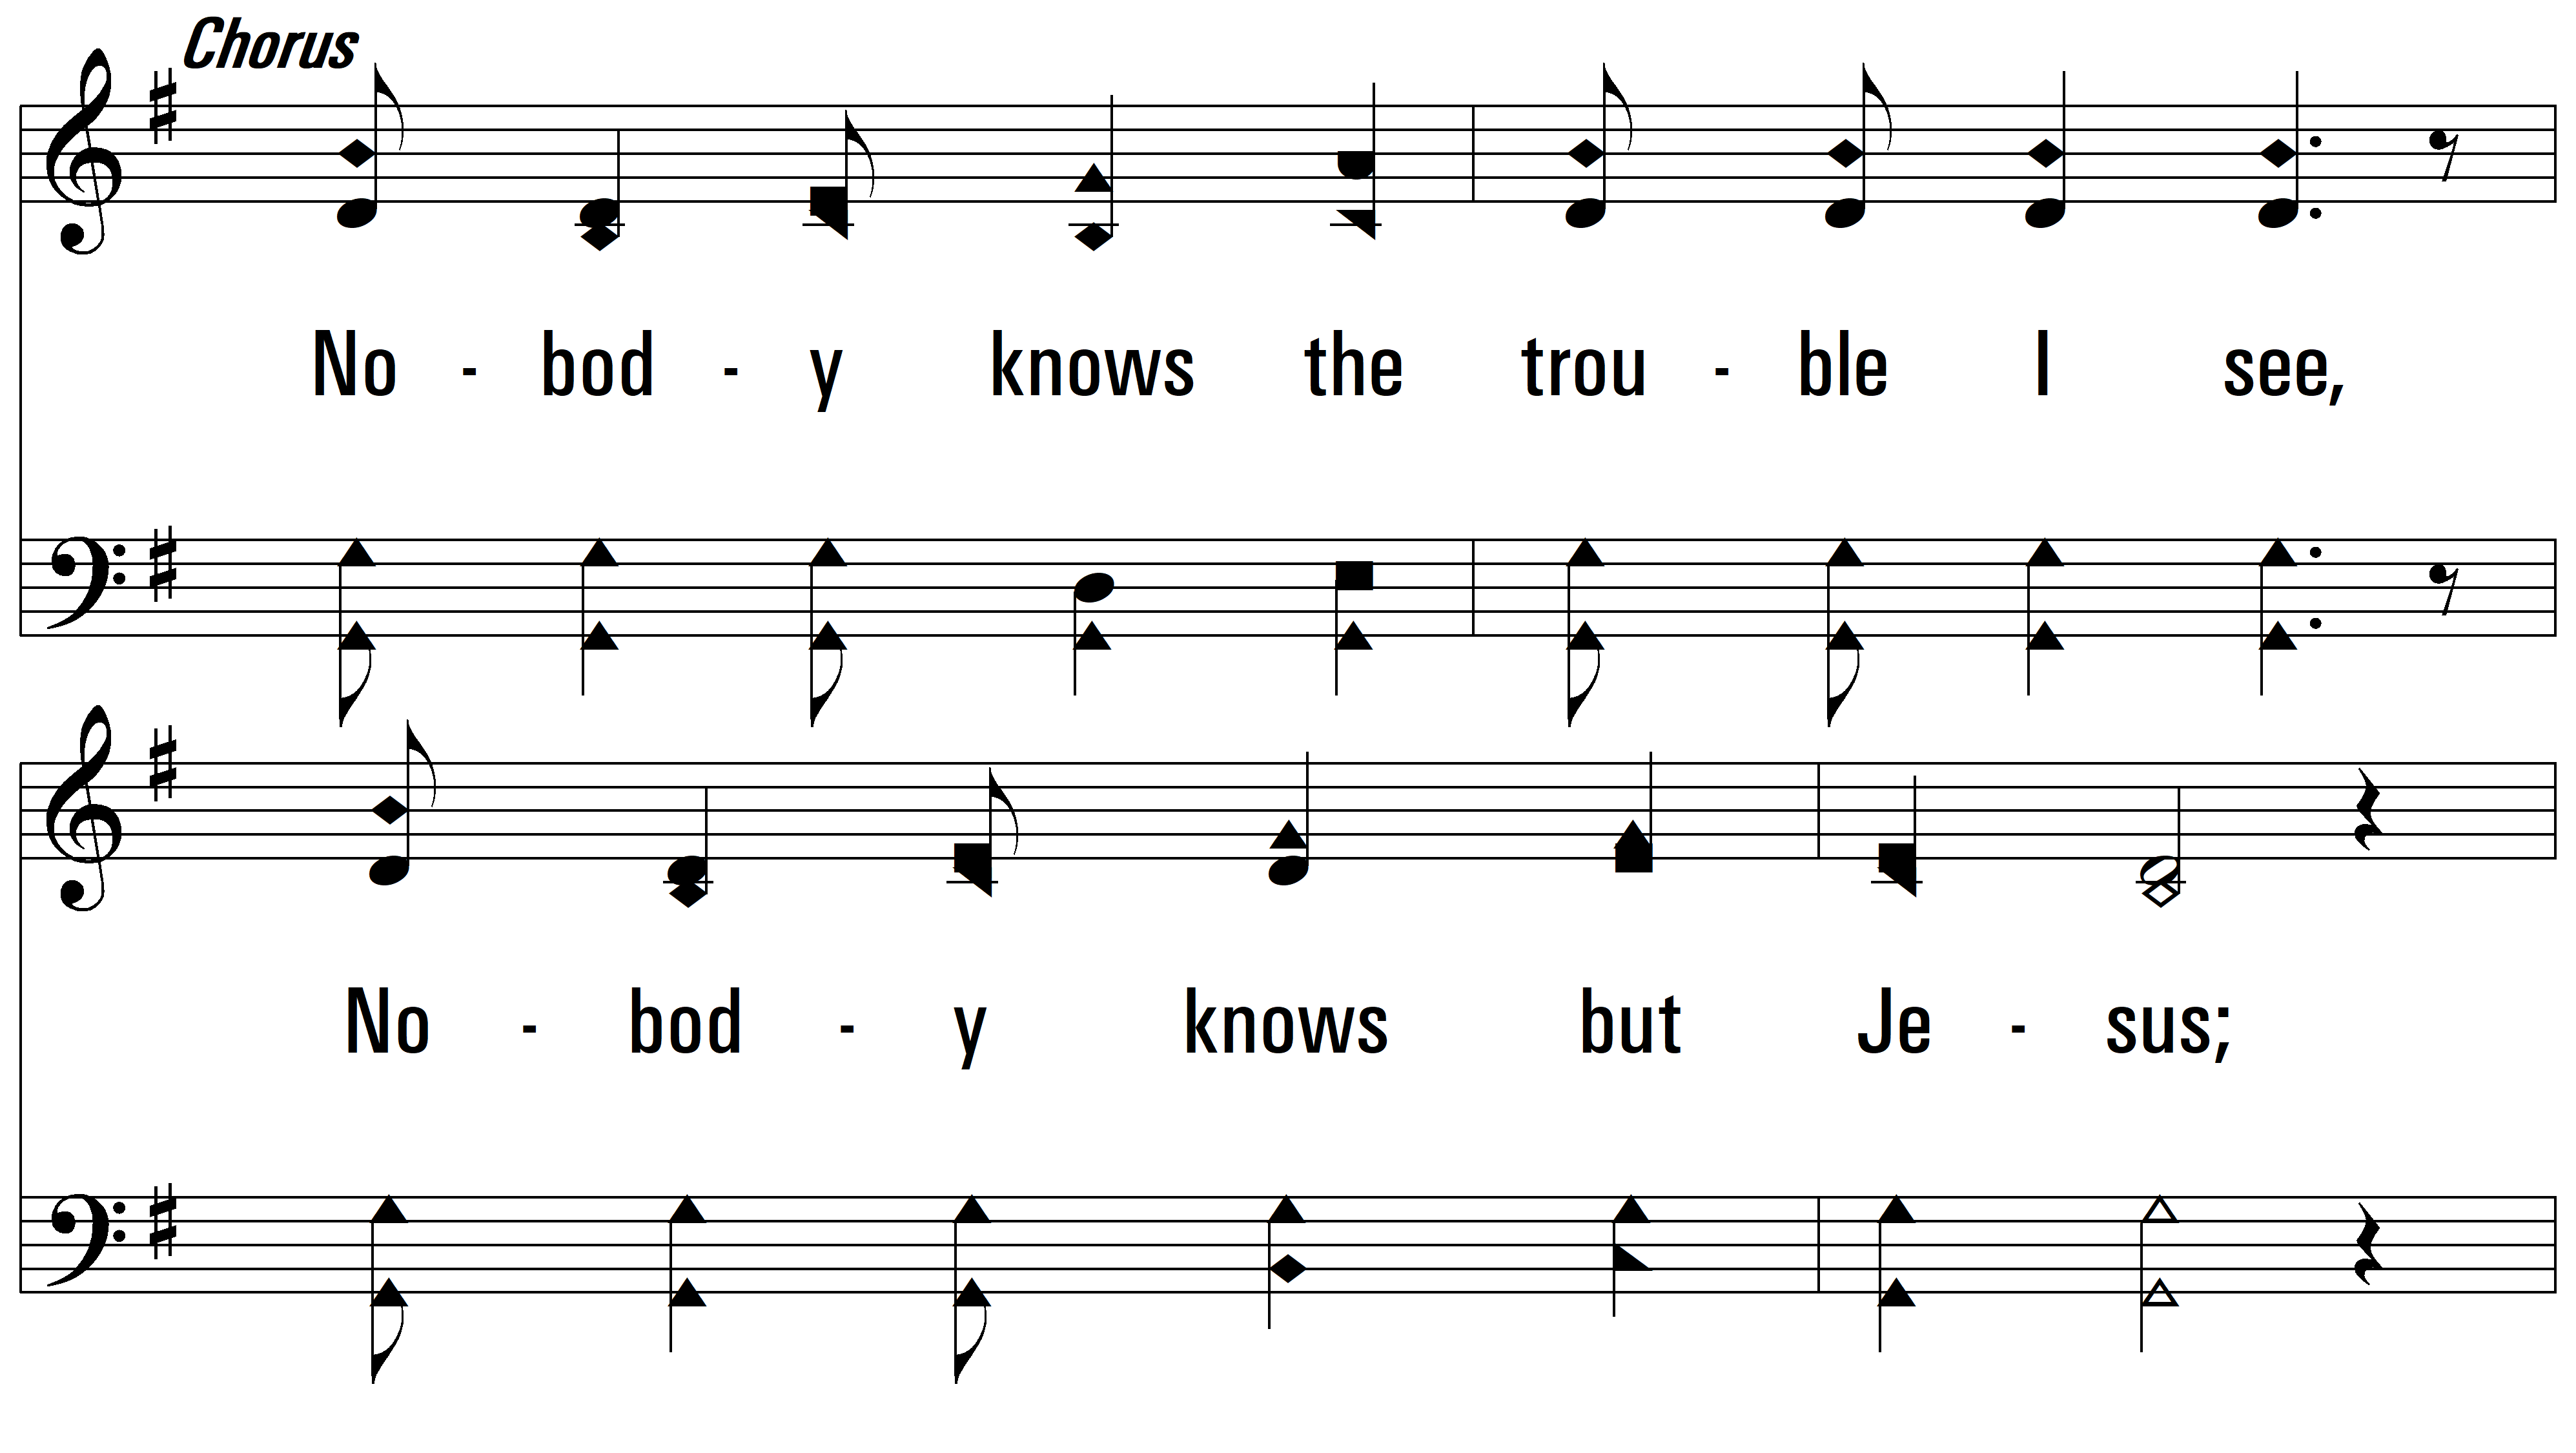 Chorus
No - bod - y knows the trou - ble I see,
No - bod - y knows but Je - sus;